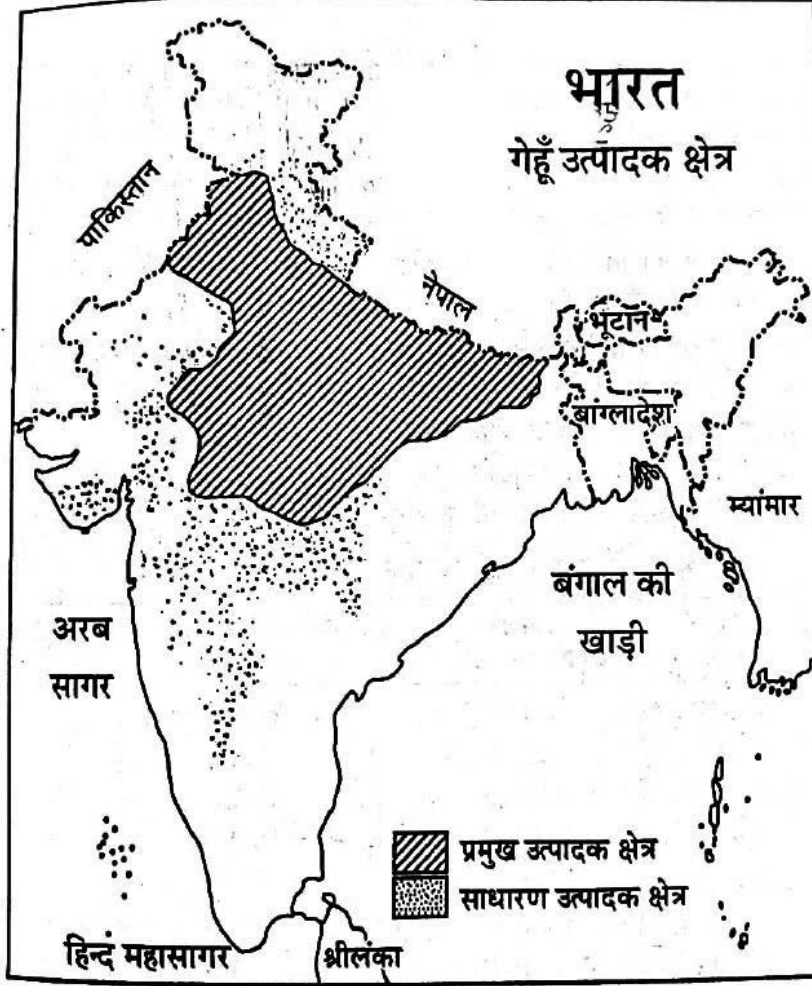 भारत
गेहूँ उत्पादक क्षेत्र
पाकिस्तान
नेपाल
भूटान
बांग्लादेश
म्यांमार
बंगाल की
खाड़ी
अरब
सागर
प्रमुख उत्पादक क्षेत्र
साधारण उत्पादक क्षेत्र
हिन्द महासागर
श्रीलंका